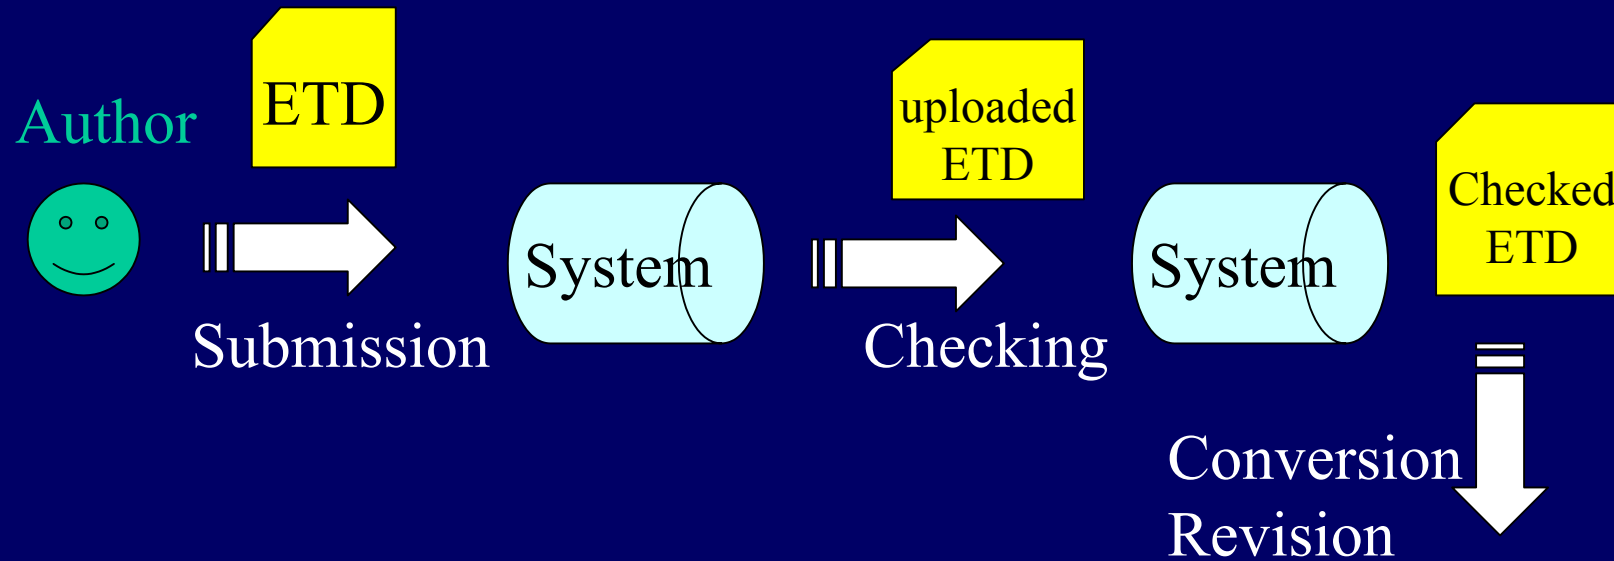 Author
ETD
Submission
System
uploaded
ETD
Checking
System
Checked
ETD
Conversion
Revision